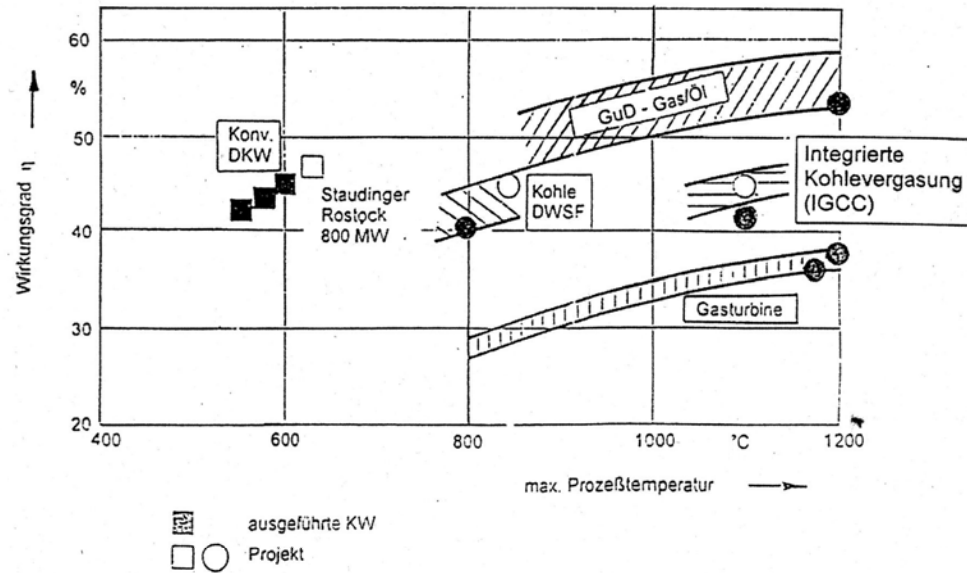 60
%
50
40
30
20
Wirkungsgrad η
Konv.
DKW
Staudinger
Rostock
800 MW
GuD - Gas/Öl
Kohle
DWSF
Integrierte
Kohlevergasung
(IGCC)
Gasturbine
400
600
800
1000
°C
1200
max. Prozeßtemperatur
ausgeführte KW
Projekt